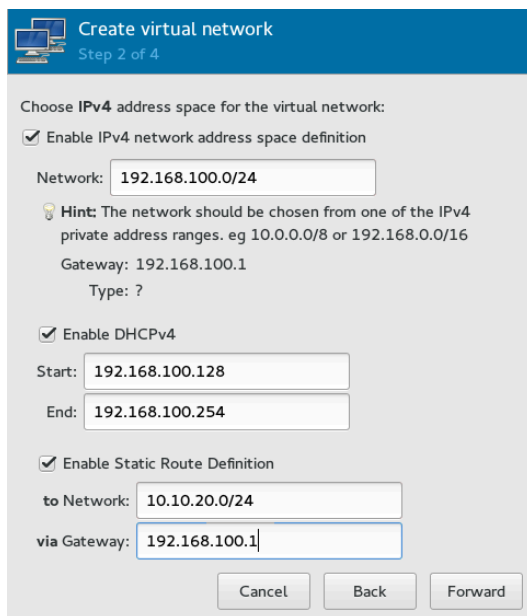 Create virtual network
Step 2 of 4
Choose IPv4 address space for the virtual network:
Enable IPv4 network address space definition
Network: 192.168.100.0/24
Hint: The network should be chosen from one of the IPv4
private address ranges. eg 10.0.0.0/8 or 192.168.0.0/16
Gateway: 192.168.100.1
Type: ?
Enable DHCPv4
Start: 192.168.100.128
End: 192.168.100.254
Enable Static Route Definition
to Network: 10.10.20.0/24
via Gateway: 192.168.100.1
Cancel Back Forward